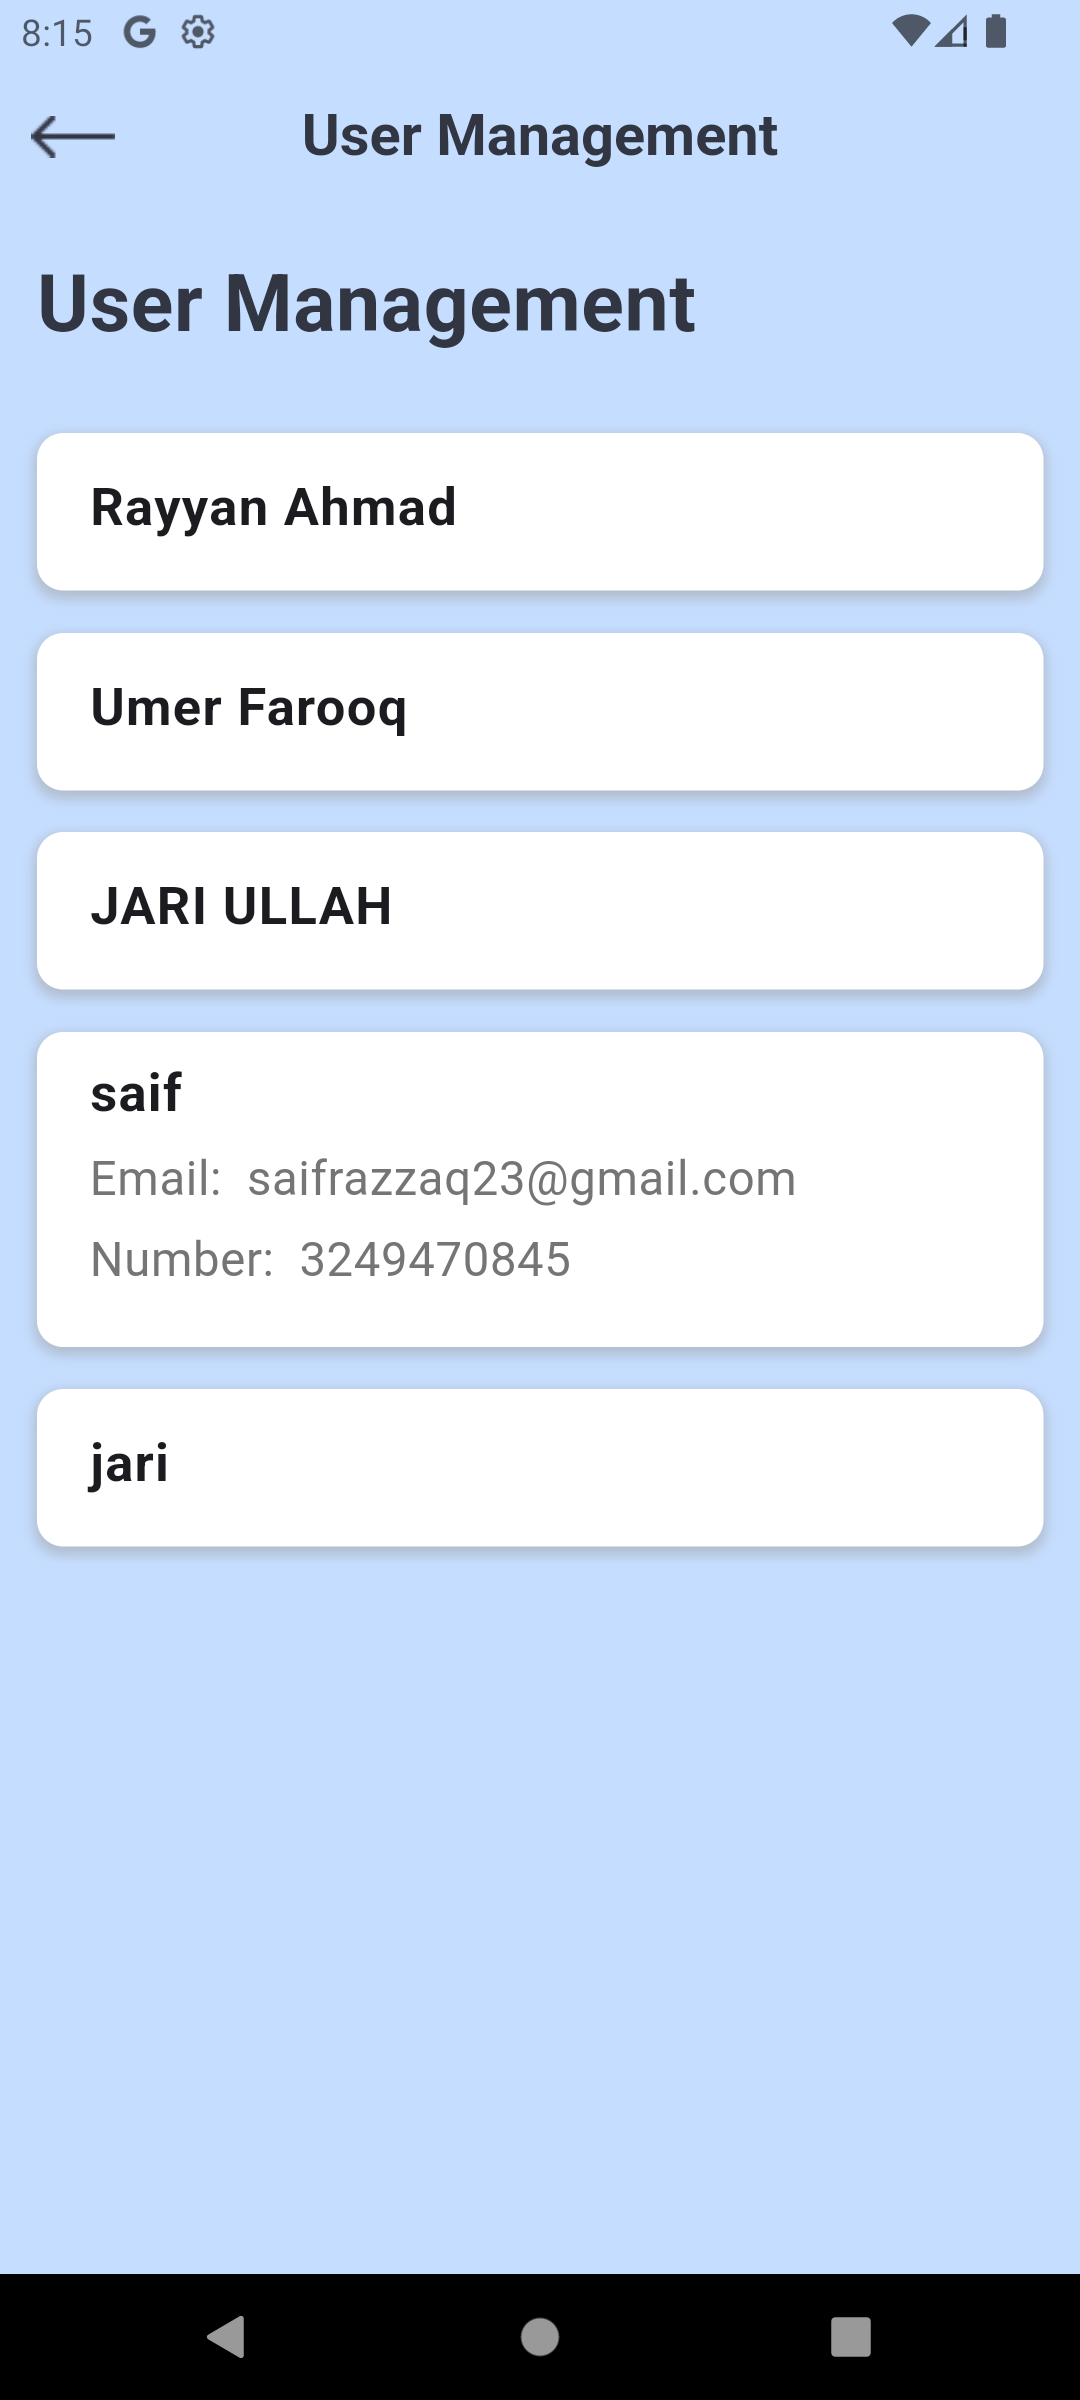 8:15
User Management
User Management
Rayyan Ahmad
Umer Farooq
JARI ULLAH
saif
Email: saifrazzaq23@gmail.com
Number: 3249470845
jari